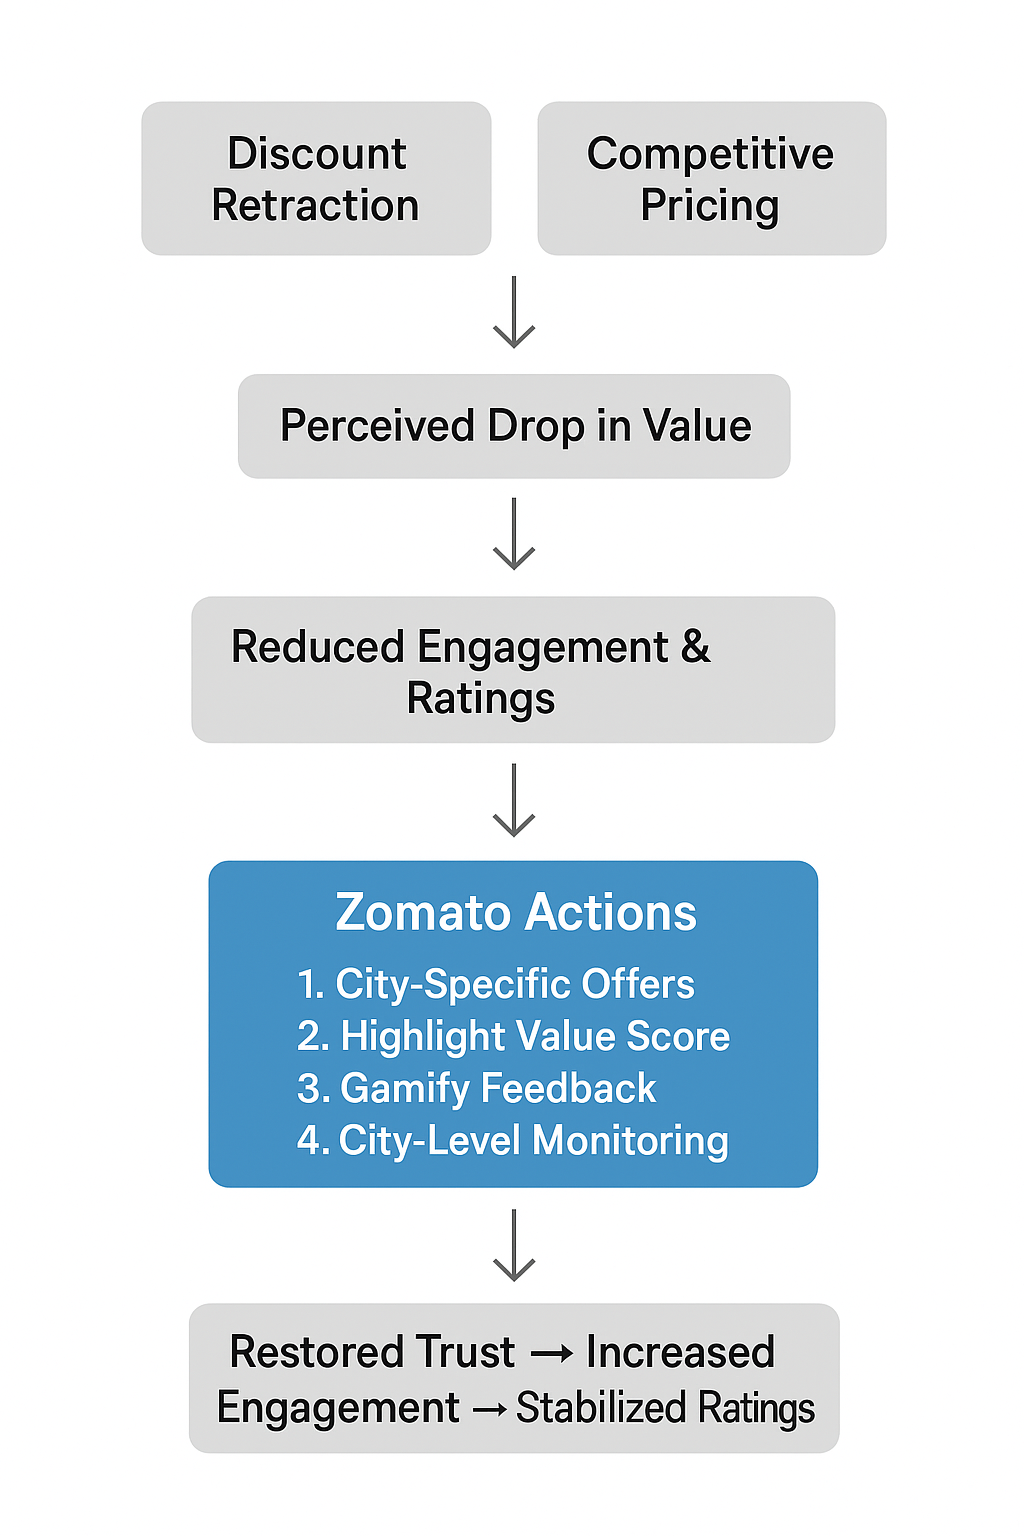 Discount
Retraction
Competitive
Pricing
Perceived Drop in Value
Reduced Engagement &
Ratings
Zomato Actions
1. City-Specific Offers
2. Highlight Value Score
3. Gamify Feedback
4. City-Level Monitoring
Restored Trust → Increased
Engagement → Stabilized Ratings